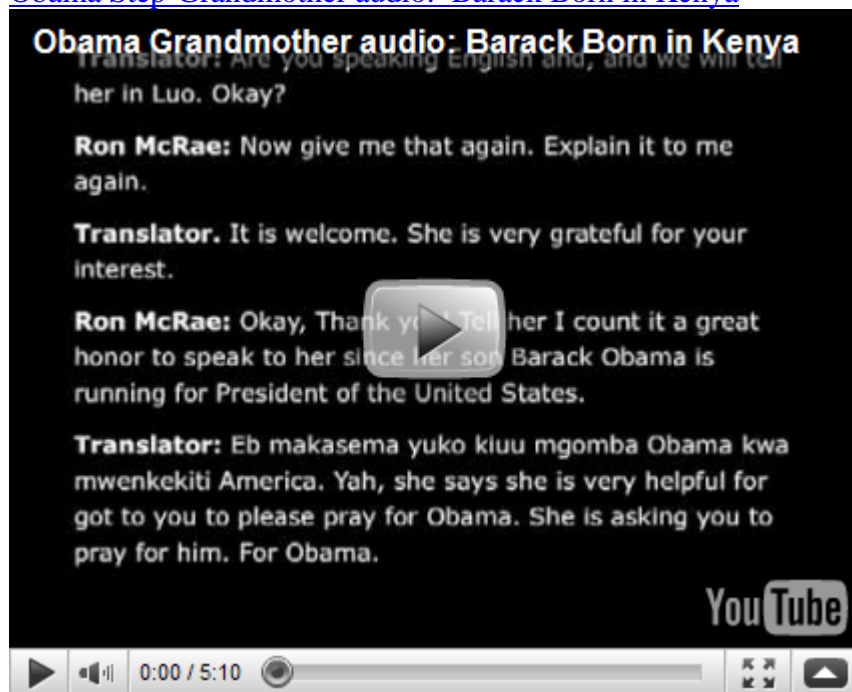 Obama Step-Grandmother audio: Barack Born in Kenya
Obama Grandmother audio: Barack Born in Kenya
Translator: Are you speaking English and, and we will tell
her in Luo. Okay?
Ron McRae: Now give me that again. Explain it to me
again.
Translator. It is welcome. She is very grateful for your
interest.
Ron McRae: Okay, Thank you! Tell her I count it a great
honor to speak to her since her son Barack Obama is
running for President of the United States.
Translator: Eb makasema yuko kiuu mgomba Obama kwa
mwenkekiti America. Yah, she says she is very helpful for
got to you to please pray for Obama. She is asking you to
pray for him. For Obama.
YouTube
0:00 / 5:10